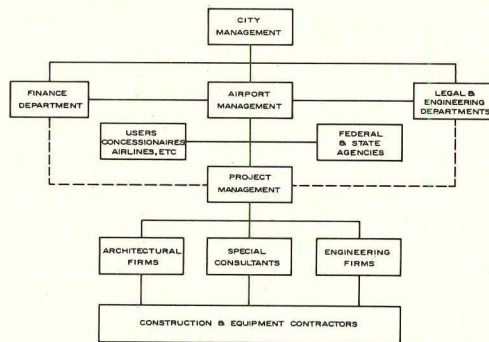 CITY
MANAGEMENT
FINANCE
DEPARTMENT
AIRPORT
MANAGEMENT
LEGAL &
ENGINEERING
DEPARTMENTS
USERS
CONCESSIONAIRES
AIRLINES, ETC
FEDERAL
& STATE
AGENCIES
PROJECT
MANAGEMENT
ARCHITECTURAL
FIRMS
SPECIAL
CONSULTANTS
ENGINEERING
FIRMS
CONSTRUCTION & EQUIPMENT CONTRACTORS